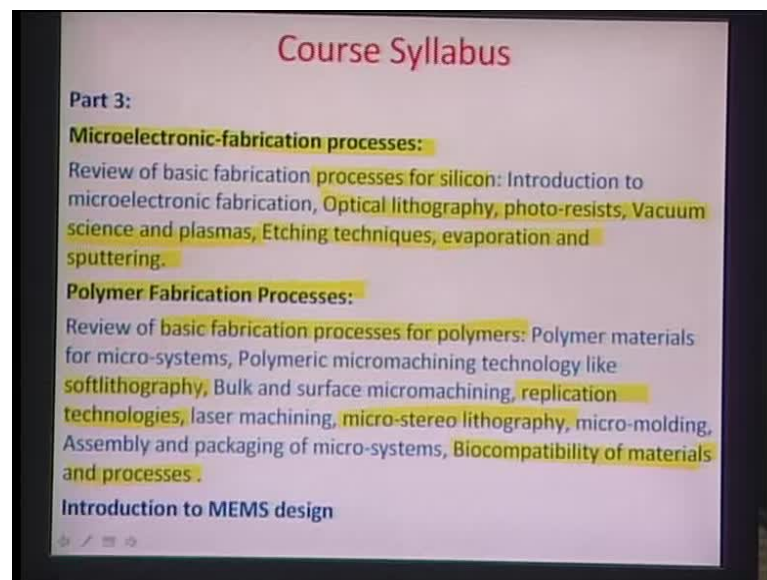 Course Syllabus
Part 3:
Microelectronic-fabrication processes:
Review of basic fabrication processes for silicon: Introduction to
microelectronic fabrication, Optical lithography, photo-resists, Vacuum
science and plasmas, Etching techniques, evaporation and
sputtering.
Polymer Fabrication Processes:
Review of basic fabrication processes for polymers: Polymer materials
for micro-systems, Polymeric micromachining technology like
softlithography, Bulk and surface micromachining, replication
technologies, laser machining, micro-stereo lithography, micro-molding,
Assembly and packaging of micro-systems, Biocompatibility of materials
and processes .
Introduction to MEMS design